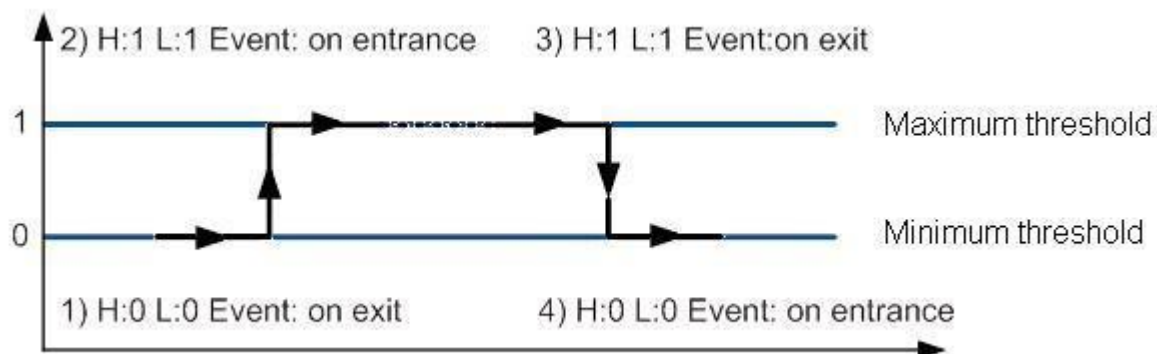 2) H:1 L:1 Event: on entrance
3) H:1 L:1 Event:on exit
1
Maximum threshold
0
Minimum threshold
1) H:0 L:0 Event: on exit
4) H:0 L:0 Event: on entrance